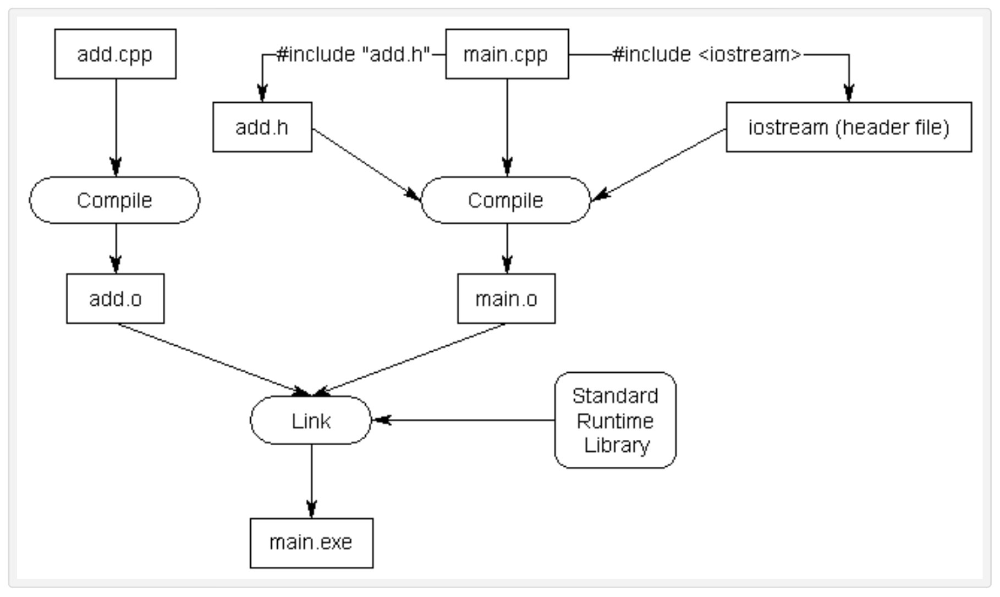 add.cpp
#include "add.h"
main.cpp
#include <iostream>
add.h
iostream (header file)
Compile
Compile
add.o
main.o
Link
Standard
Runtime
Library
main.exe